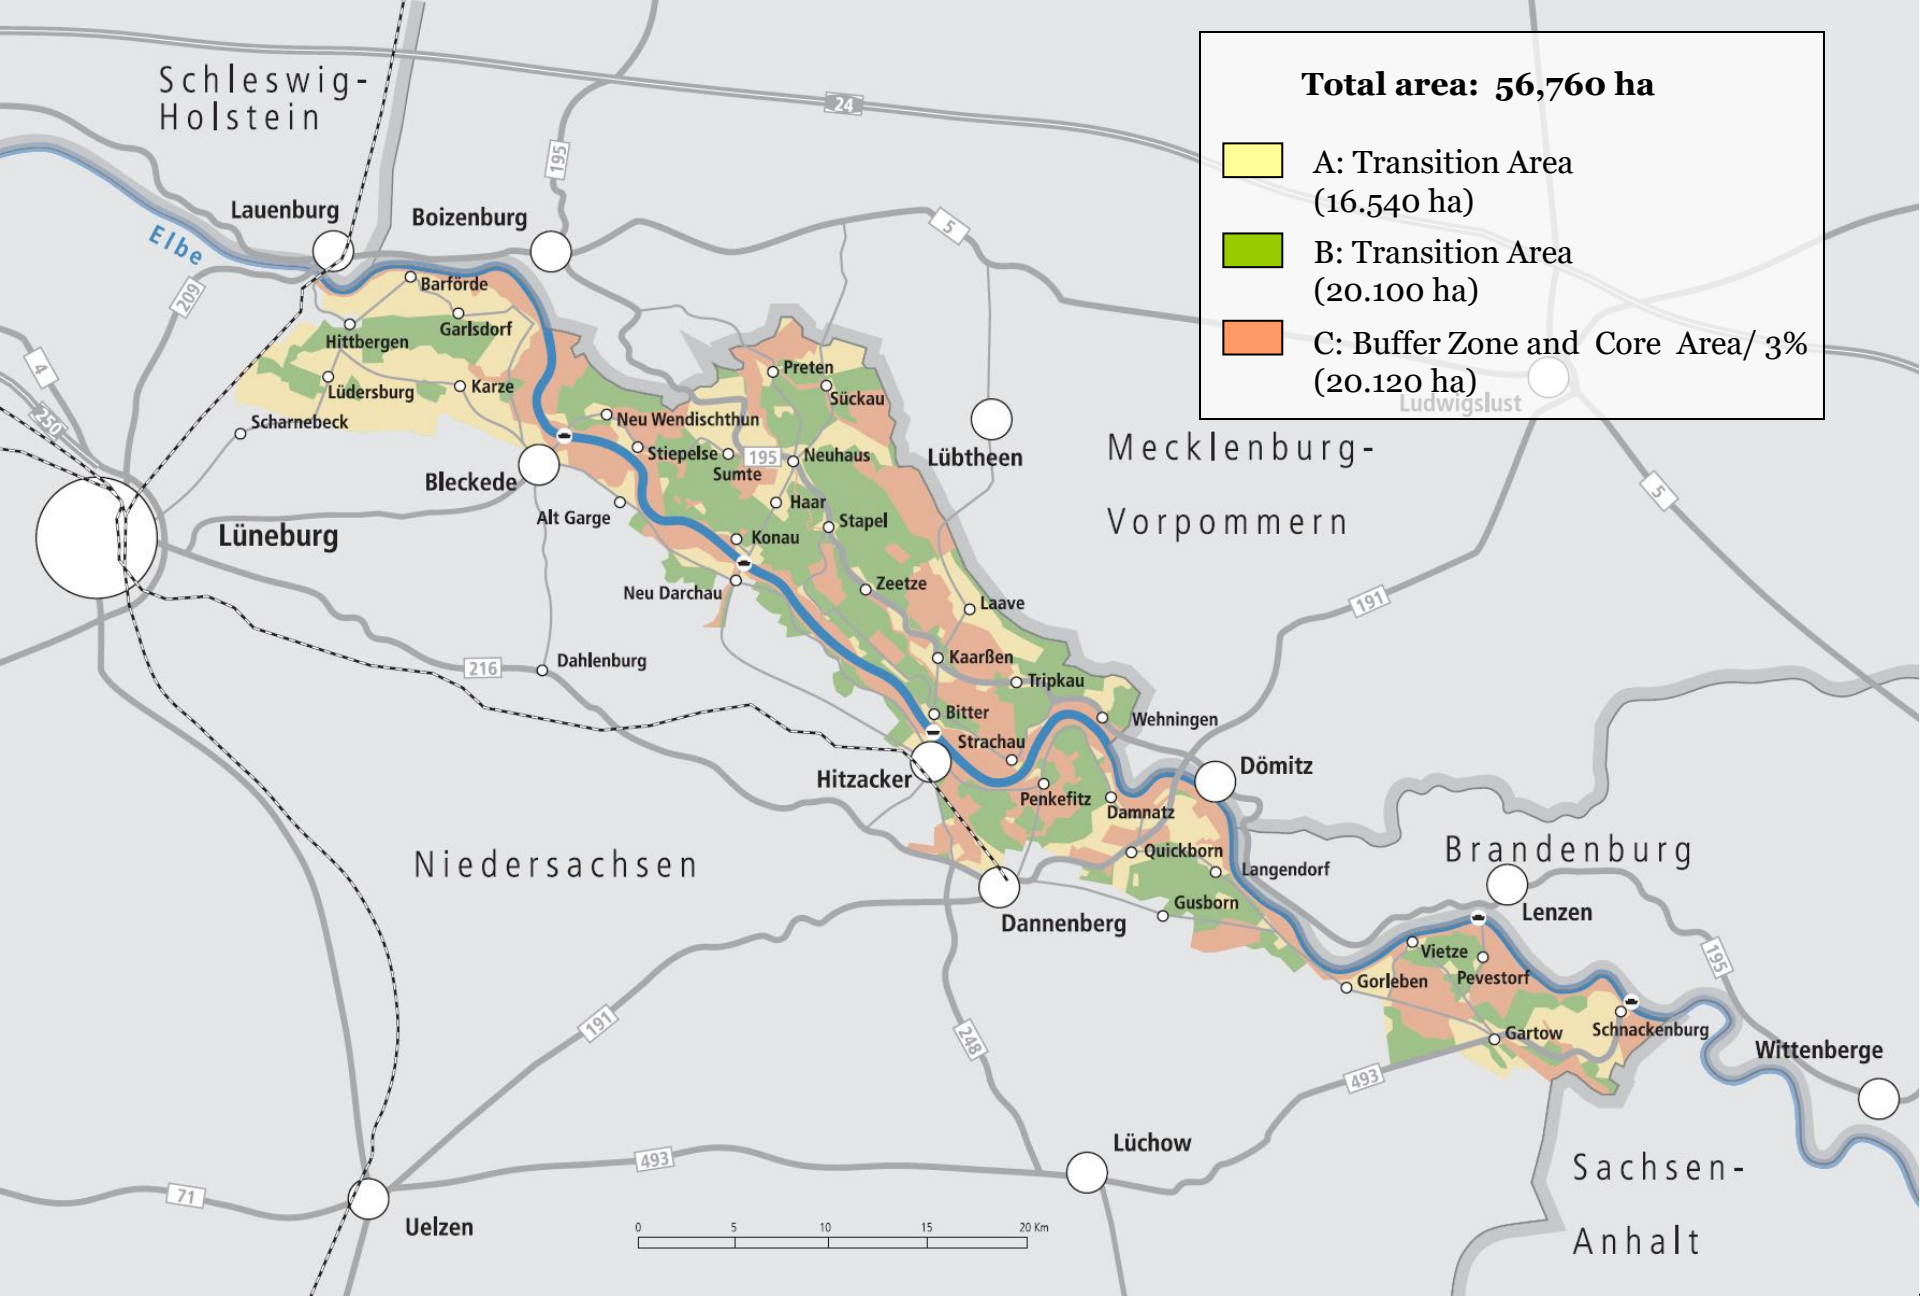 Schleswig-
Holstein
Total area:  56,760 ha
A: Transition Area
(16.540 ha)
B: Transition Area
(20.100 ha)
C: Buffer Zone and  Core  Area/ 3%
(20.120 ha)
24
195
Lauenburg
Boizenburg
5
Elbe
209
Barförde
Garlsdorf
Hittbergen
4
Preten
Lüdersburg
Karze
Sückau
Ludwigslust
250
Scharnebeck
Neu Wendischthun
Mecklenburg-
Vorpommern
Stiepelse
195
Neuhaus
Lübtheen
Sumte
Bleckede
5
Haar
Alt Garge
Stapel
Lüneburg
Konau
Zeetze
Neu Darchau
Laave
191
Dahlenburg
216
Kaarßen
Tripkau
Bitter
Wehningen
Strachau
Dömitz
Hitzacker
Penkefitz
Damnatz
Niedersachsen
Brandenburg
Quickborn
Langendorf
Gusborn
Lenzen
Dannenberg
Vietze
195
Gorleben
Pevestorf
191
248
Gartow
Schnackenburg
Wittenberge
493
Lüchow
493
Sachsen-
Anhalt
71
Uelzen
0 5 10 15 20 Km